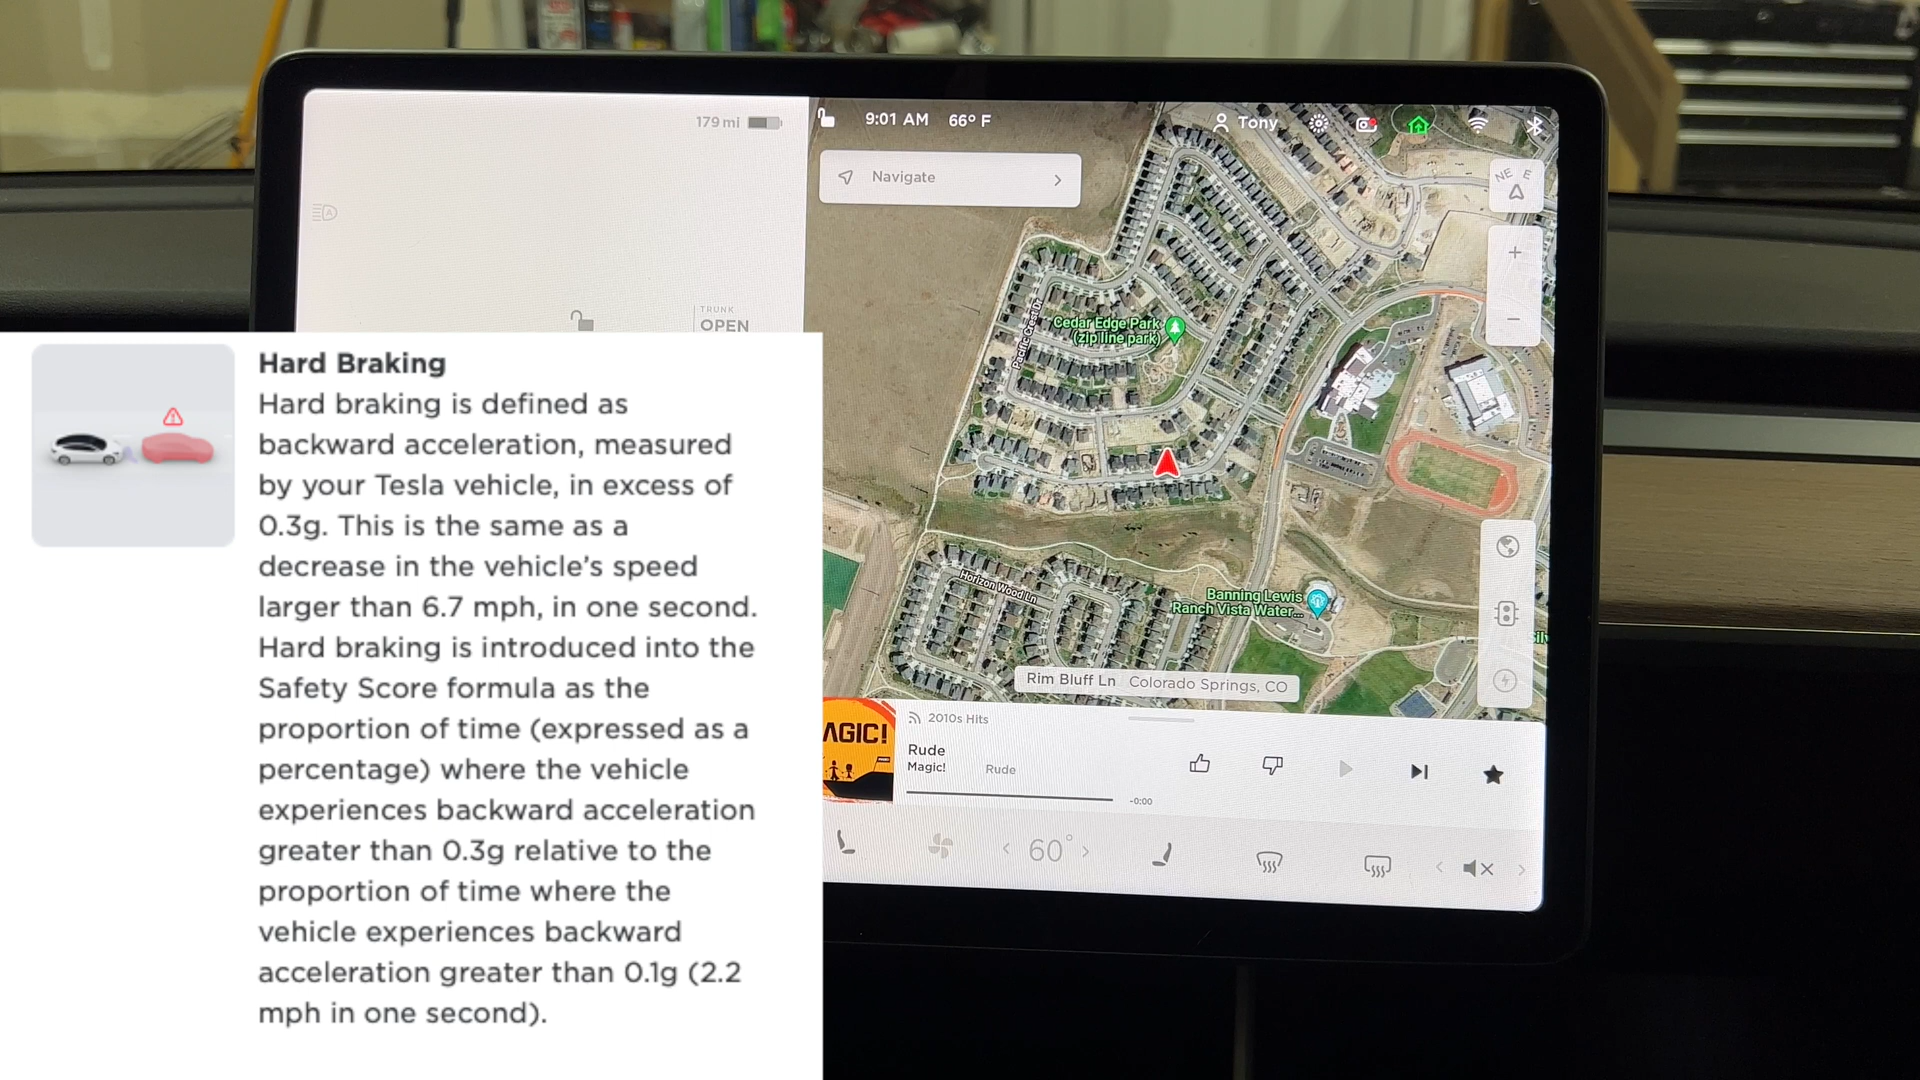 179 mi
9:01 AM 66° F
Tony
Navigate
NE E
TRUNK
OPEN
Cedar Edge Park
(zip line park)
Pacific Crest Dr
Horizon Wood Ln
Banning Lewis
Ranch Vista Water...
Rim Bluff Ln Colorado Springs, CO
AGIC!
2010s Hits
Rude
Magic! Rude
-0:00
60°
Hard Braking
Hard braking is defined as
backward acceleration, measured
by your Tesla vehicle, in excess of
0.3g. This is the same as a
decrease in the vehicle's speed
larger than 6.7 mph, in one second.
Hard braking is introduced into the
Safety Score formula as the
proportion of time (expressed as a
percentage) where the vehicle
experiences backward acceleration
greater than 0.3g relative to the
proportion of time where the
vehicle experiences backward
acceleration greater than 0.1g (2.2
mph in one second).